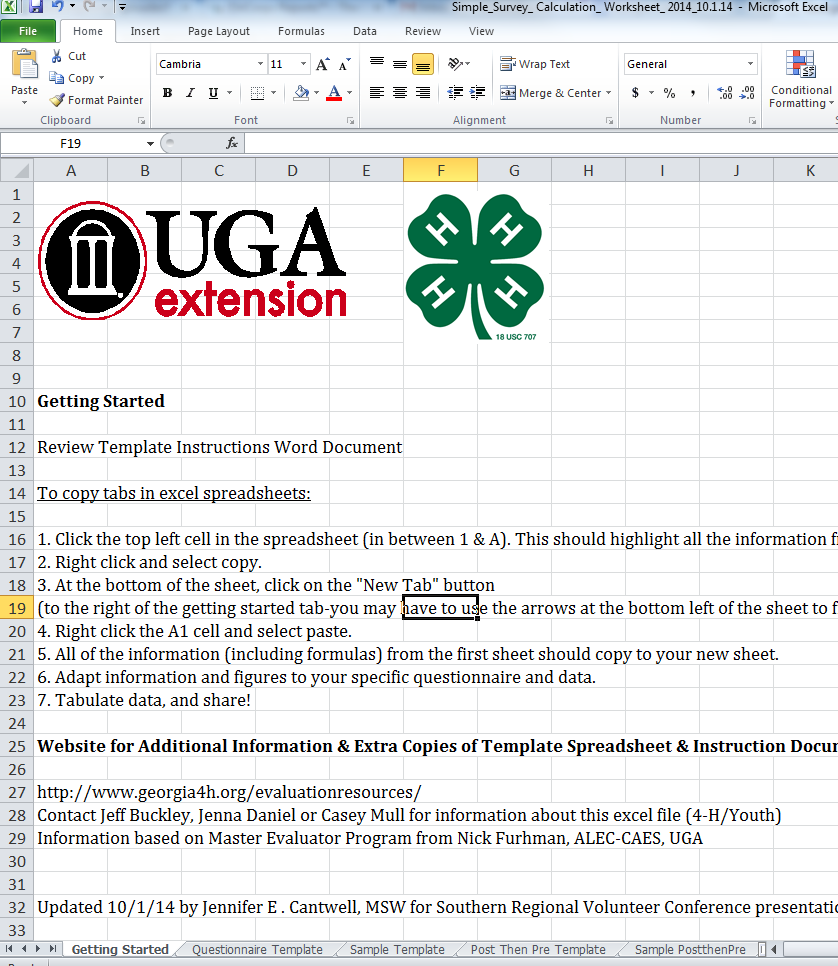 Simple_Survey_ Calculation_ Worksheet_ 2014_10.1.14 - Microsoft Excel
File Home Insert Page Layout Formulas Data Review View
Paste
Cut
Copy
Format Painter
Clipboard
Cambria 11 A A
B I U A
Font
Wrap Text
Merge & Center
Alignment
General
$ % , .00 .00
Number
Conditional
Formatting
F19 fx
A B C D E F G H I J K
1
2
3
4
5
6
7
UGA
extension
H H
H H
18 USC 707
8
9
10 Getting Started
11
12 Review Template Instructions Word Document
13
14 To copy tabs in excel spreadsheets:
15
16 1. Click the top left cell in the spreadsheet (in between 1 & A). This should highlight all the information
17 2. Right click and select copy.
18 3. At the bottom of the sheet, click on the "New Tab" button
19 (to the right of the getting started tab-you may have to use the arrows at the bottom left of the sheet to
20 4. Right click the A1 cell and select paste.
21 5. All of the information (including formulas) from the first sheet should copy to your new sheet.
22 6. Adapt information and figures to your specific questionnaire and data.
23 7. Tabulate data, and share!
24
25 Website for Additional Information & Extra Copies of Template Spreadsheet & Instruction
26
27 http://www.georgia4h.org/evaluationresources/
28 Contact Jeff Buckley, Jenna Daniel or Casey Mull for information about this excel file (4-H/Youth)
29 Information based on Master Evaluator Program from Nick Furhman, ALEC-CAES, UGA
30
31
32 Updated 10/1/14 by Jennifer E . Cantwell, MSW for Southern Regional Volunteer Conference
33
Getting Started Questionnaire Template Sample Template Post Then Pre Template Sample PostthenPre